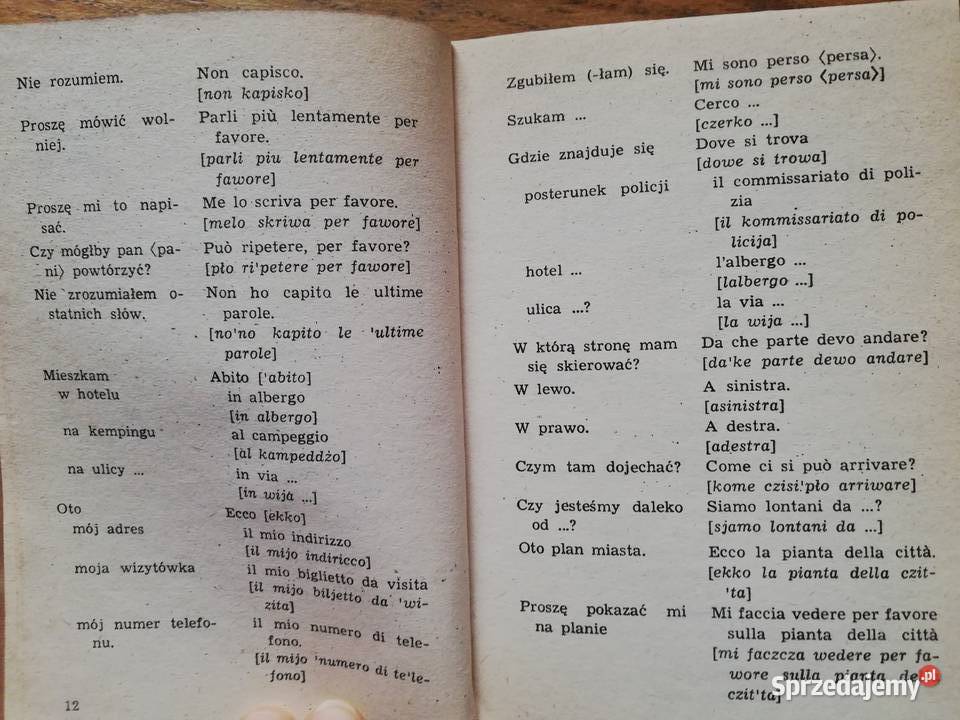 Nie rozumiem. Non capisco.
[non kapisko]
Proszę mówić wol- Parli più lentamente per
niej. favore.
[parli piu lentamente per
fawore]
Proszę mi to napi- Me lo scriva per favore.
sać. [melo skriwa per fawore]
Czy mógłby pan ⟨pa- Può ripetere, per favore?
ni⟩ powtórzyć? [pło ri'petere per fawore]
Nie zrozumiałem o- Non ho capito le ultime
statnich słów. parole.
[no'no kapito le 'ultime
parole]
Mieszkam Abito ['abito]
w hotelu in albergo
[in albergo]
na kempingu al campeggio
[al kampeddżo]
na ulicy ... in via ...
[in wija ...]
Oto Ecco [ekko]
mój adres il mio indirizzo
[il mijo indiricco]
moja wizytówka il mio biglietto da visita
[il mijo biljetto da 'wi-
zita]
mój numer telefo- il mio numero di tele-
nu. fono.
[il mijo 'numero di te'le-
fono]
12
Zgubiłem (-łam) się. Mi sono perso ⟨persa⟩.
[mi sono perso ⟨persa⟩]
Szukam ... Cerco ...
[czerko ...]
Gdzie znajduje się Dove si trova
[dowe si trowa]
posterunek policji il commissariato di poli-
zia
[il kommissariato di po-
licija]
hotel ... l'albergo ...
[lalbergo ...]
ulica ...? la via ...
[la wija ...]
W którą stronę mam Da che parte devo andare?
się skierować? [da'ke parte dewo andare]
W lewo. A sinistra.
[asinistra]
W prawo. A destra.
[adestra]
Czym tam dojechać? Come ci si può arrivare?
[kome czisi'pło arriware]
Czy jesteśmy daleko Siamo lontani da ...?
od ...? [sjamo lontani da ...]
Oto plan miasta. Ecco la pianta della città.
[ekko la pianta della czit-
'ta]
Proszę pokazać mi Mi faccia vedere per favore
na planie sulla pianta della città
[mi faczcza wedere per fa-
wore sulla pianta de
czit'ta]
Sprzedajemy.pl